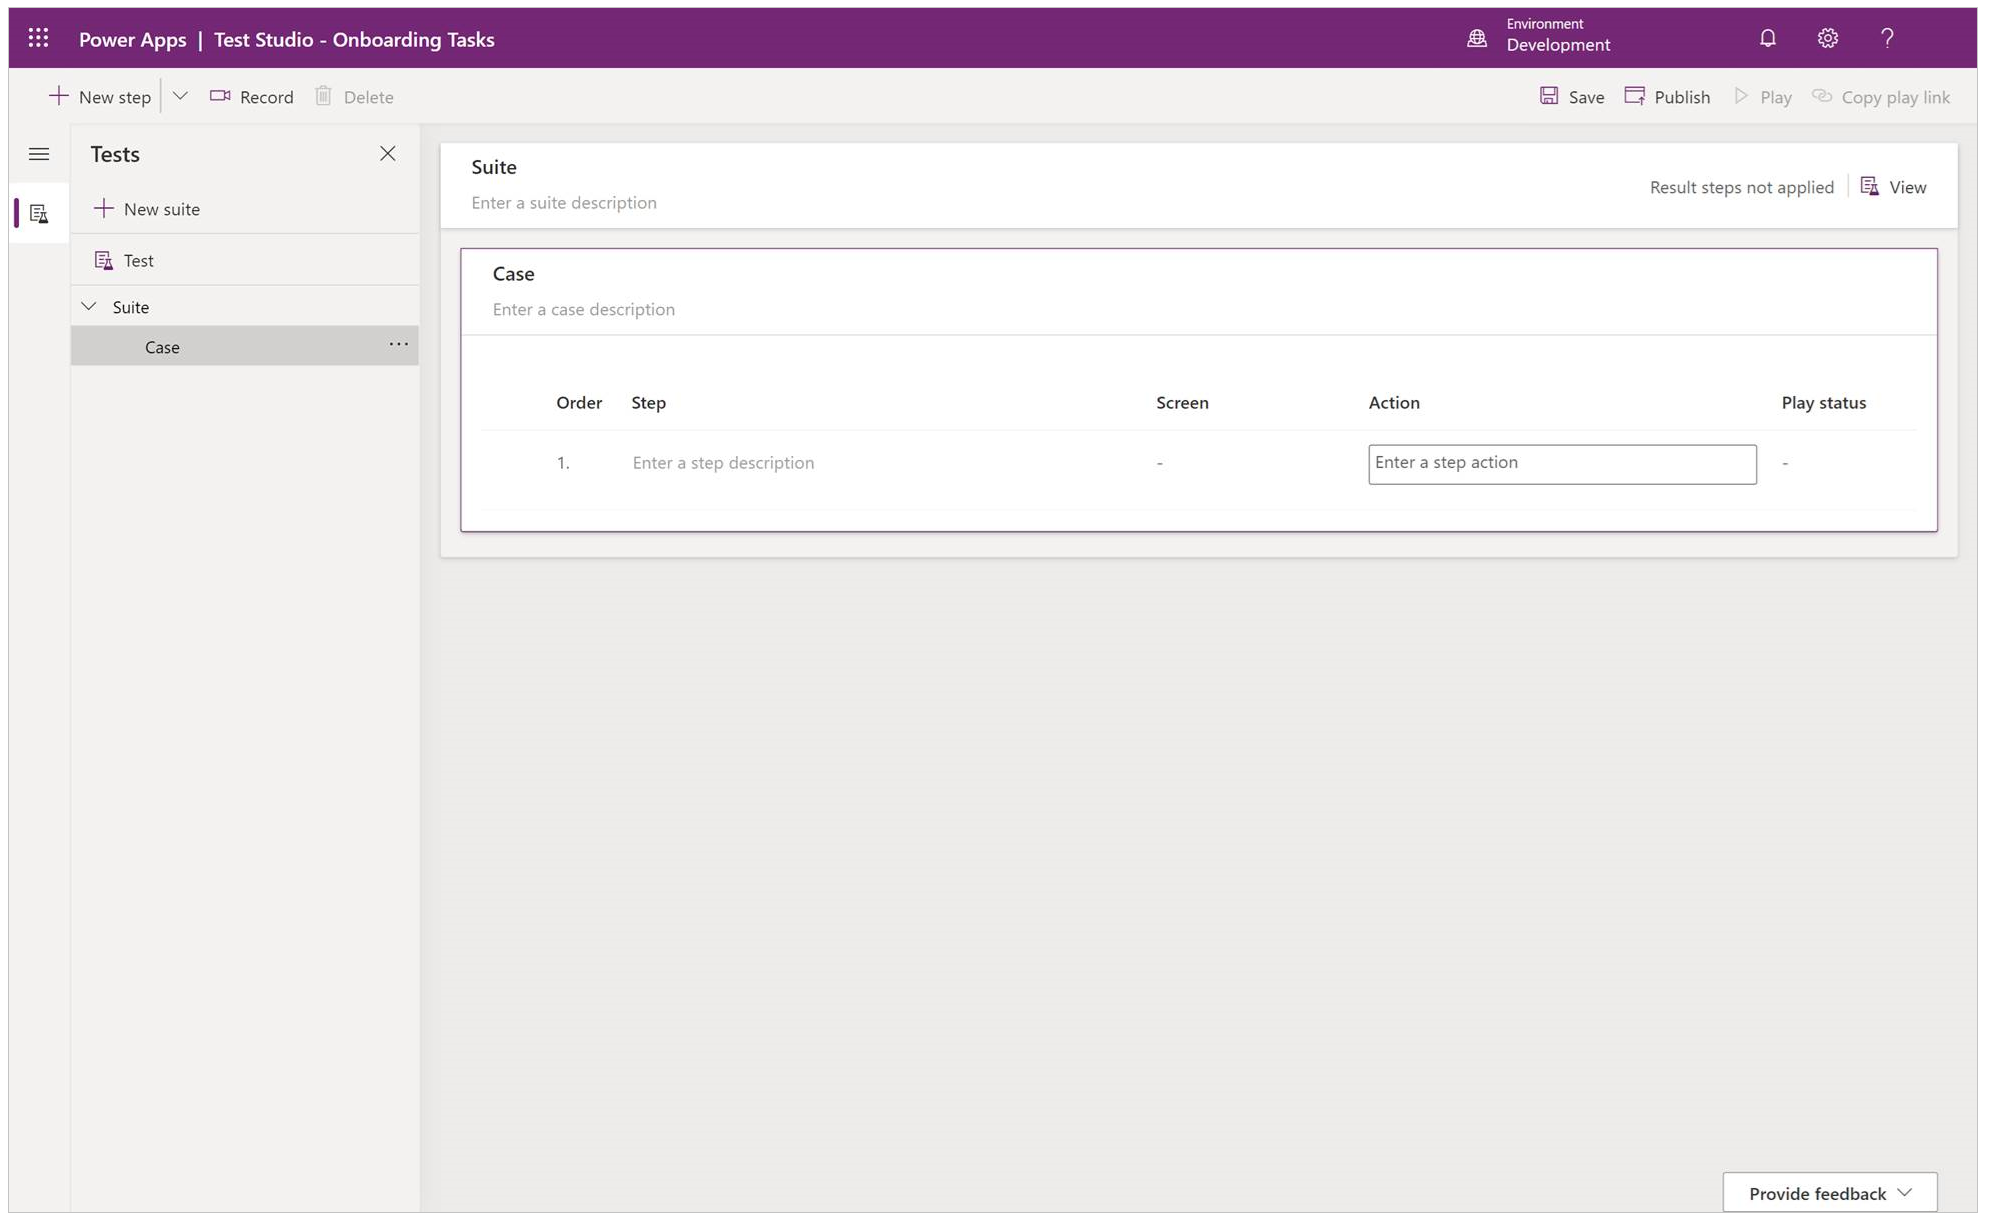 Power Apps | Test Studio - Onboarding Tasks
Environment
Development
New step
Record
Delete
Save
Publish
Play
Copy play link
Tests
New suite
Test
Suite
Case
Suite
Enter a suite description
Result steps not applied
View
Case
Enter a case description
Order Step Screen Action Play status
1. Enter a step description - Enter a step action -
Provide feedback